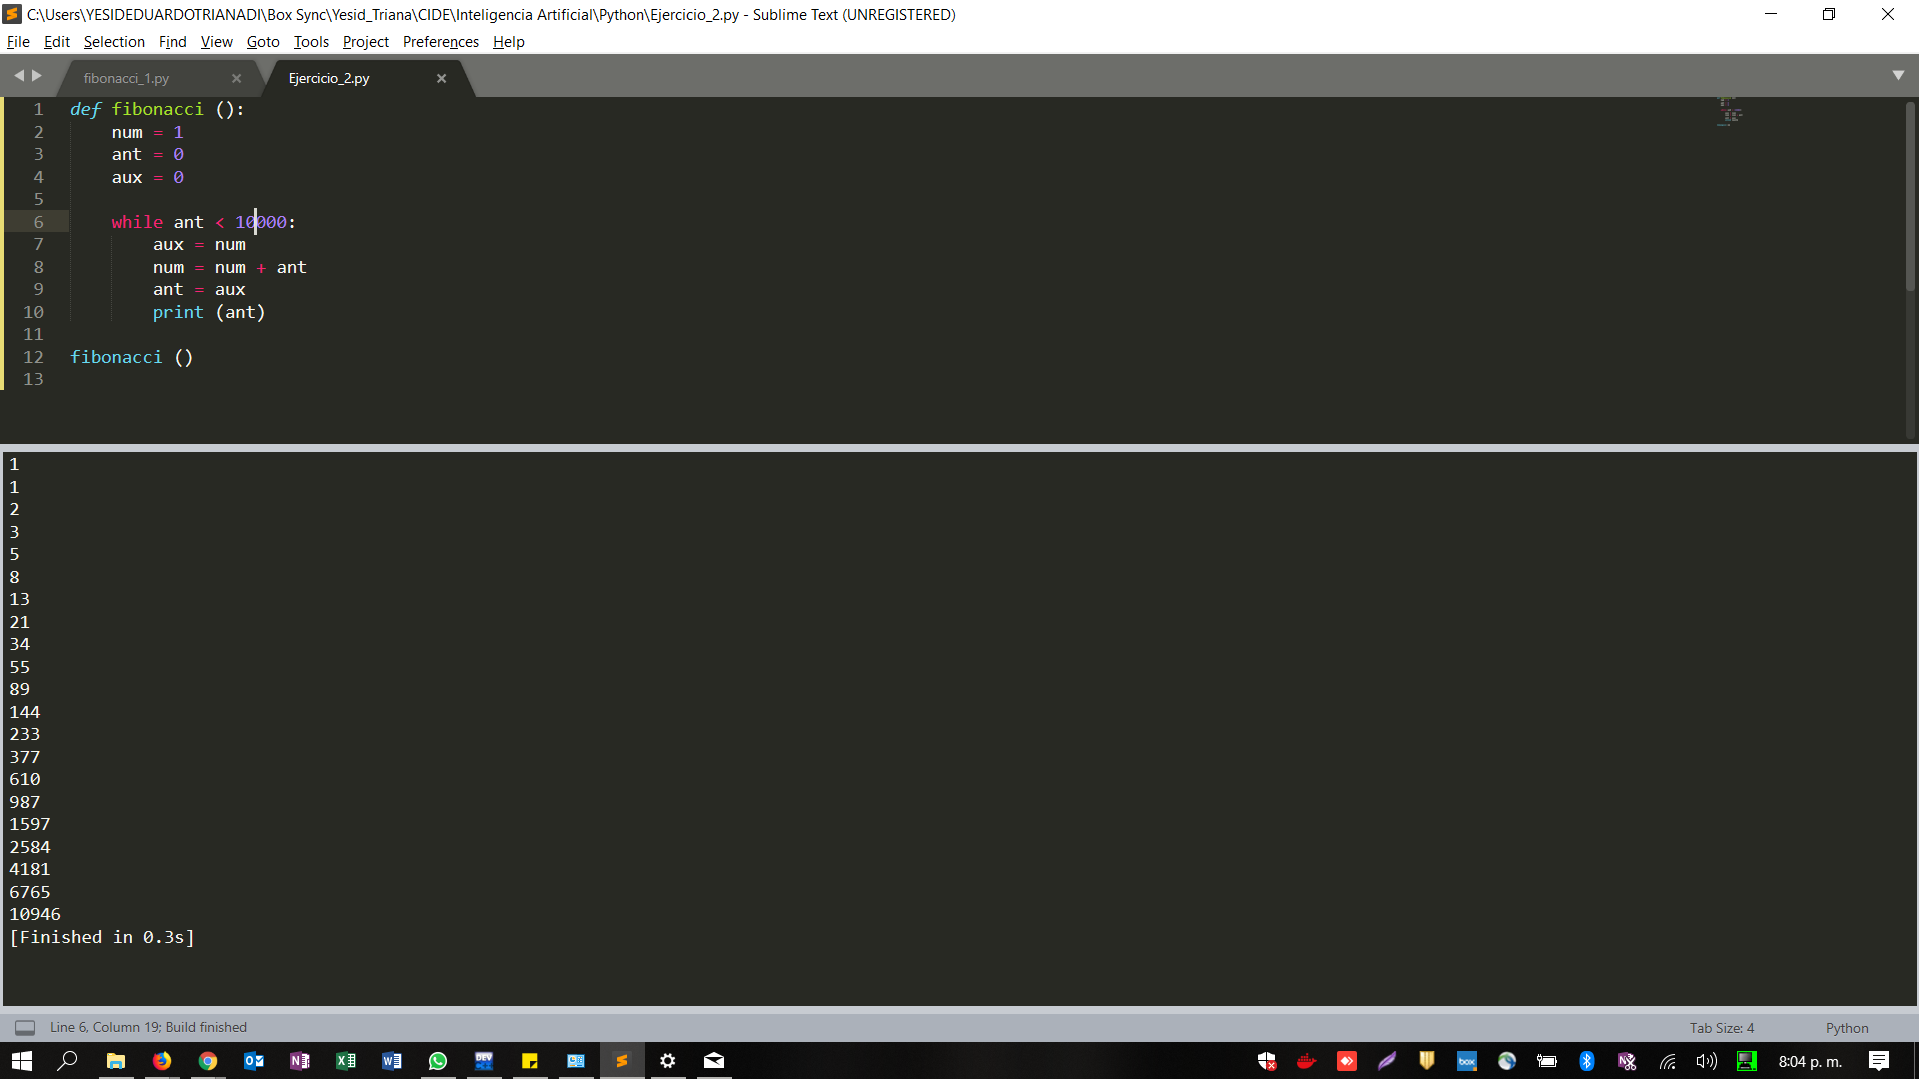 C:\Users\YESIDEDUARDOTRIANADI\Box Sync\Yesid_Triana\CIDE\Inteligencia Artificial\Python\Ejercicio_2.py - Sublime Text (UNREGISTERED)
File Edit Selection Find View Goto Tools Project Preferences Help
fibonacci_1.py Ejercicio_2.py
1 def fibonacci ():
2 num = 1
3 ant = 0
4 aux = 0
5
6 while ant < 10000:
7 aux = num
8 num = num + ant
9 ant = aux
10 print (ant)
11
12 fibonacci ()
13
1
1
2
3
5
8
13
21
34
55
89
144
233
377
610
987
1597
2584
4181
6765
10946
[Finished in 0.3s]
Line 6, Column 19; Build finished Tab Size: 4 Python
DEV box 8:04 p. m.